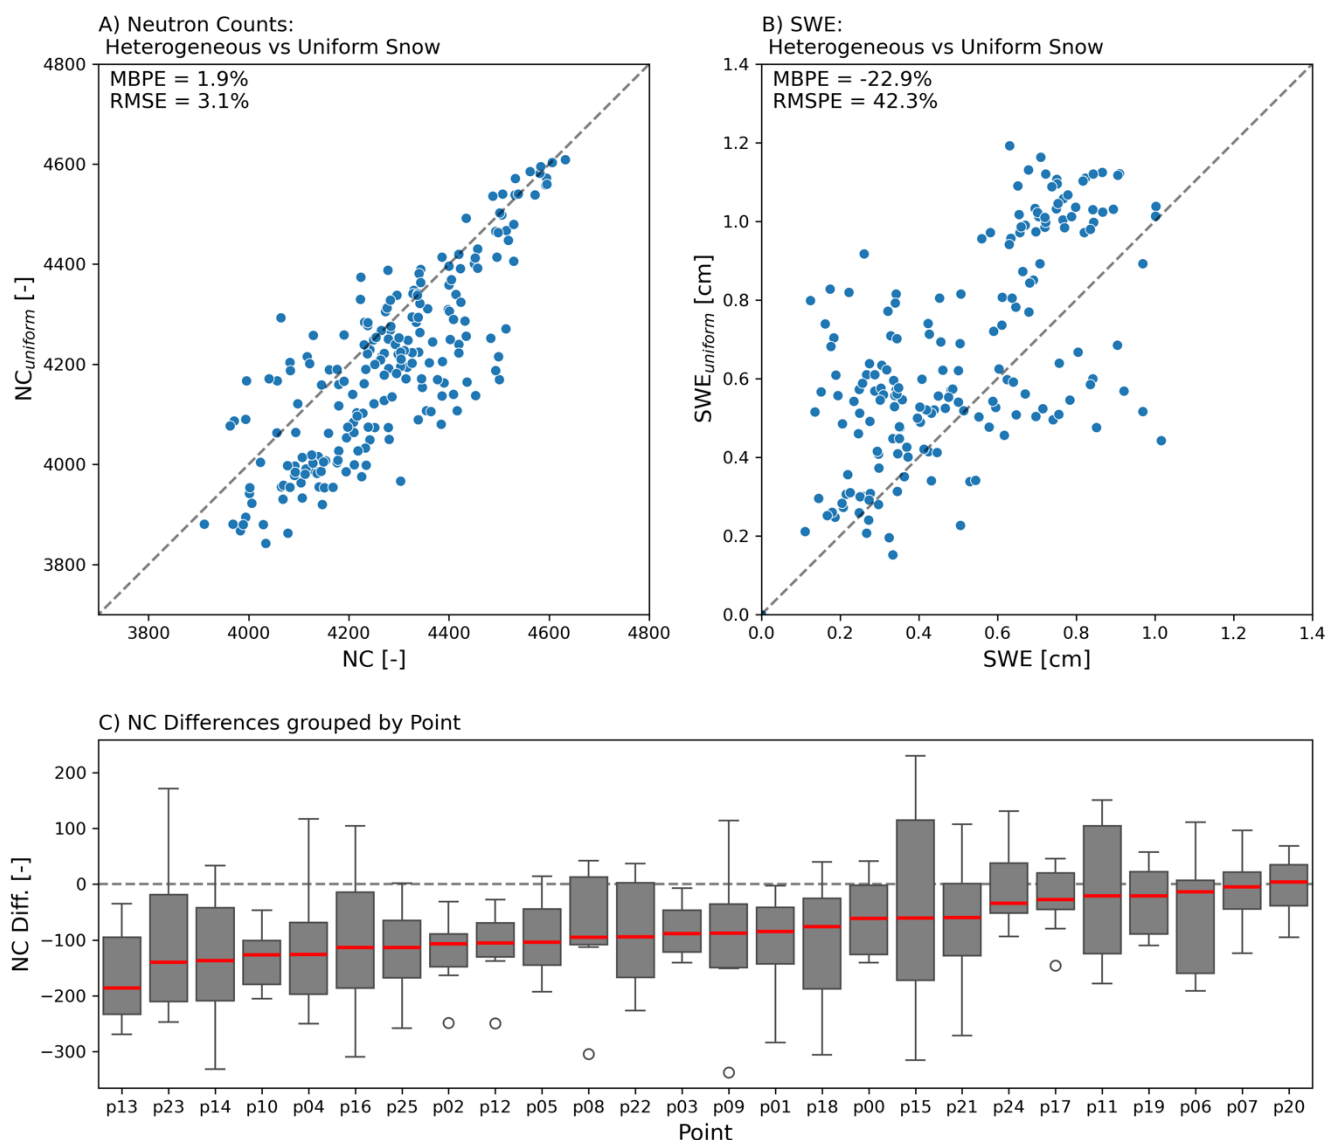 A) Neutron Counts:
Heterogeneous vs Uniform Snow
MBPE = 1.9%
RMSE = 3.1%
4800
4600
4400
4200
4000
3800
NC_uniform [-]
3800 4000 4200 4400 4600 4800
NC [-]
B) SWE:
Heterogeneous vs Uniform Snow
MBPE = -22.9%
RMSPE = 42.3%
1.4
1.2
1.0
0.8
0.6
0.4
0.2
0.0
SWE_uniform [cm]
0.0 0.2 0.4 0.6 0.8 1.0 1.2 1.4
SWE [cm]
C) NC Differences grouped by Point
200
100
0
−100
−200
−300
NC Diff. [-]
p13 p23 p14 p10 p04 p16 p25 p02 p12 p05 p08 p22 p03 p09 p01 p18 p00 p15 p21 p24 p17 p11 p19 p06 p07 p20
Point